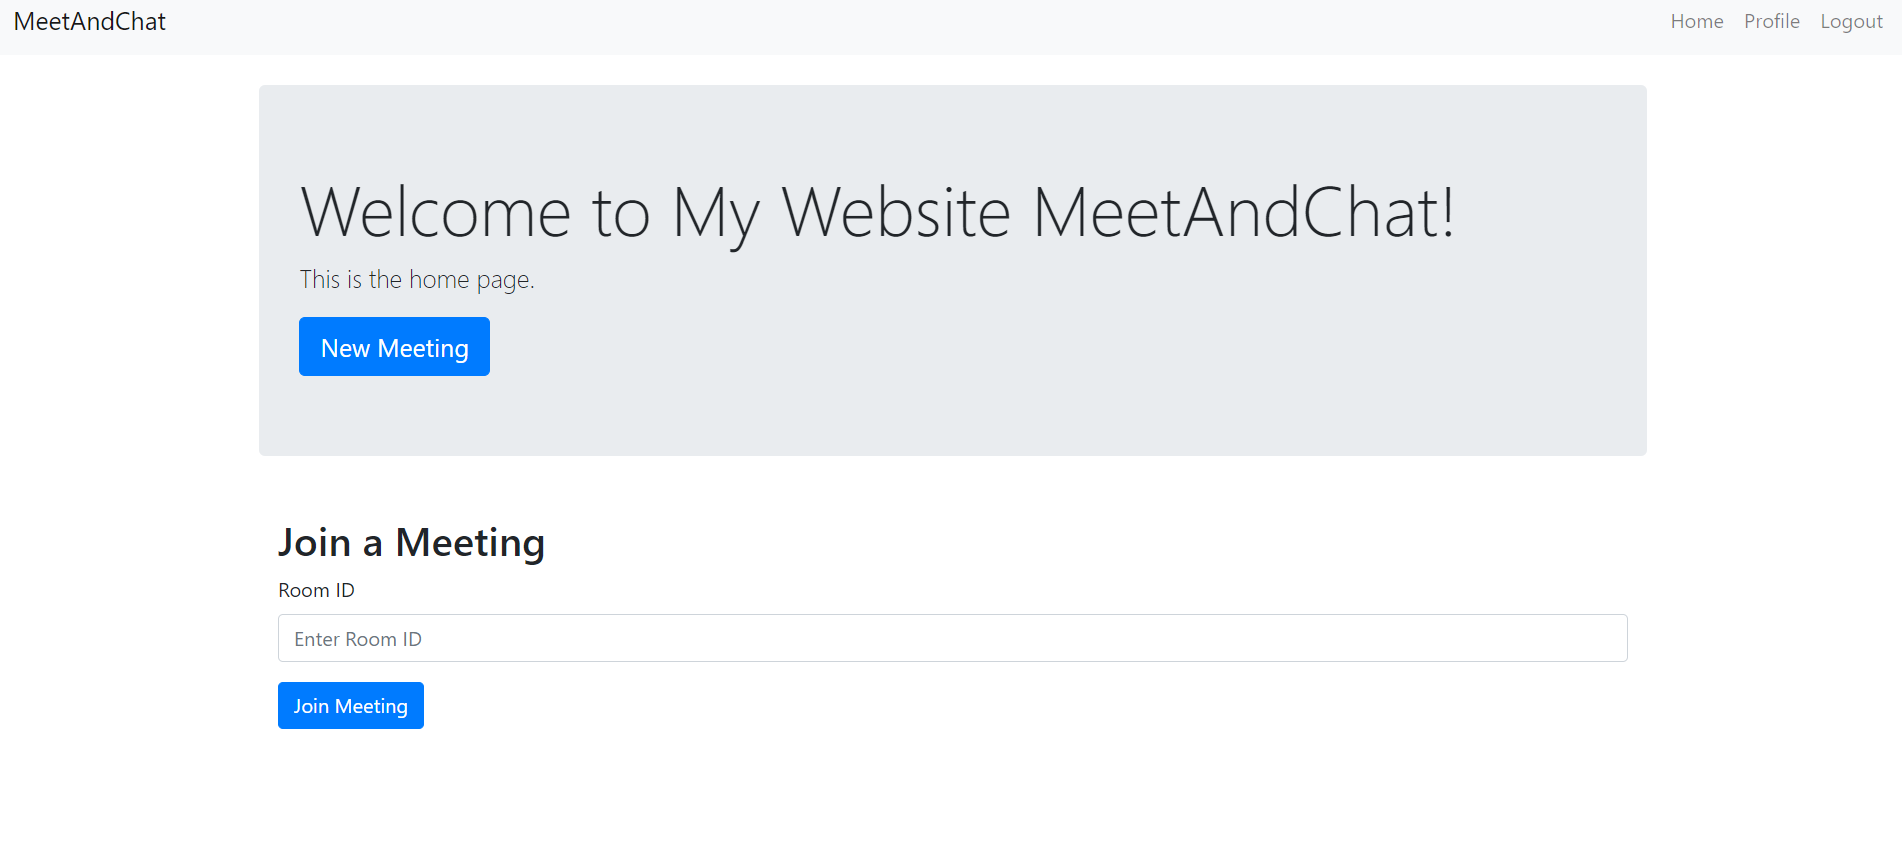 MeetAndChat
Home Profile Logout
Welcome to My Website MeetAndChat!
This is the home page.
New Meeting
Join a Meeting
Room ID
Enter Room ID
Join Meeting